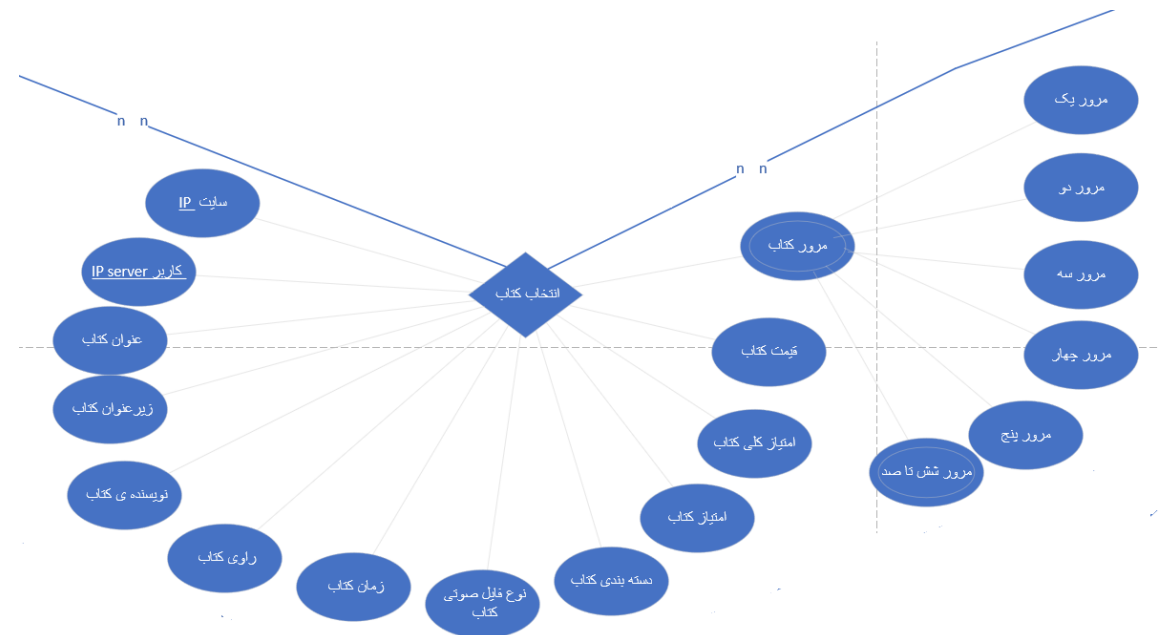 n n
n n
مرور یک
مرور دو
مرور سه
مرور چهار
مرور پنج
مرور شش تا صد
مرور کتاب
سایت IP
کاربر IP server
انتخاب کتاب
عنوان کتاب
قیمت کتاب
زیرعنوان کتاب
امتیاز کلی کتاب
نویسنده ی کتاب
امتیاز کتاب
راوی کتاب
دسته بندی کتاب
زمان کتاب
نوع فایل صوتی
کتاب